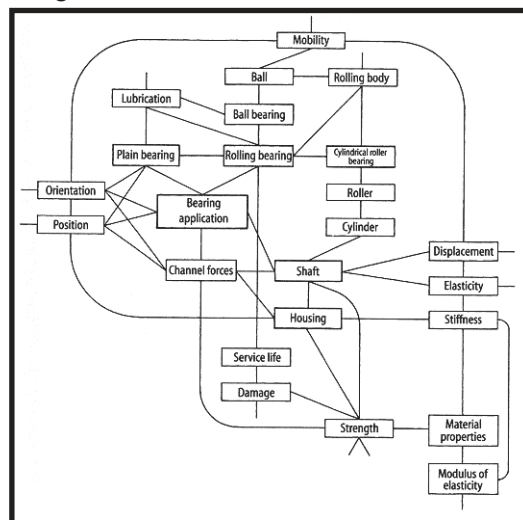 Mobility
Ball
Rolling body
Lubrication
Ball bearing
Plain bearing
Rolling bearing
Cylindrical roller
bearing
Orientation
Roller
Bearing
application
Position
Cylinder
Displacement
Channel forces
Shaft
Elasticity
Housing
Stiffness
Service life
Damage
Strength
Material
properties
Modulus of
elasticity